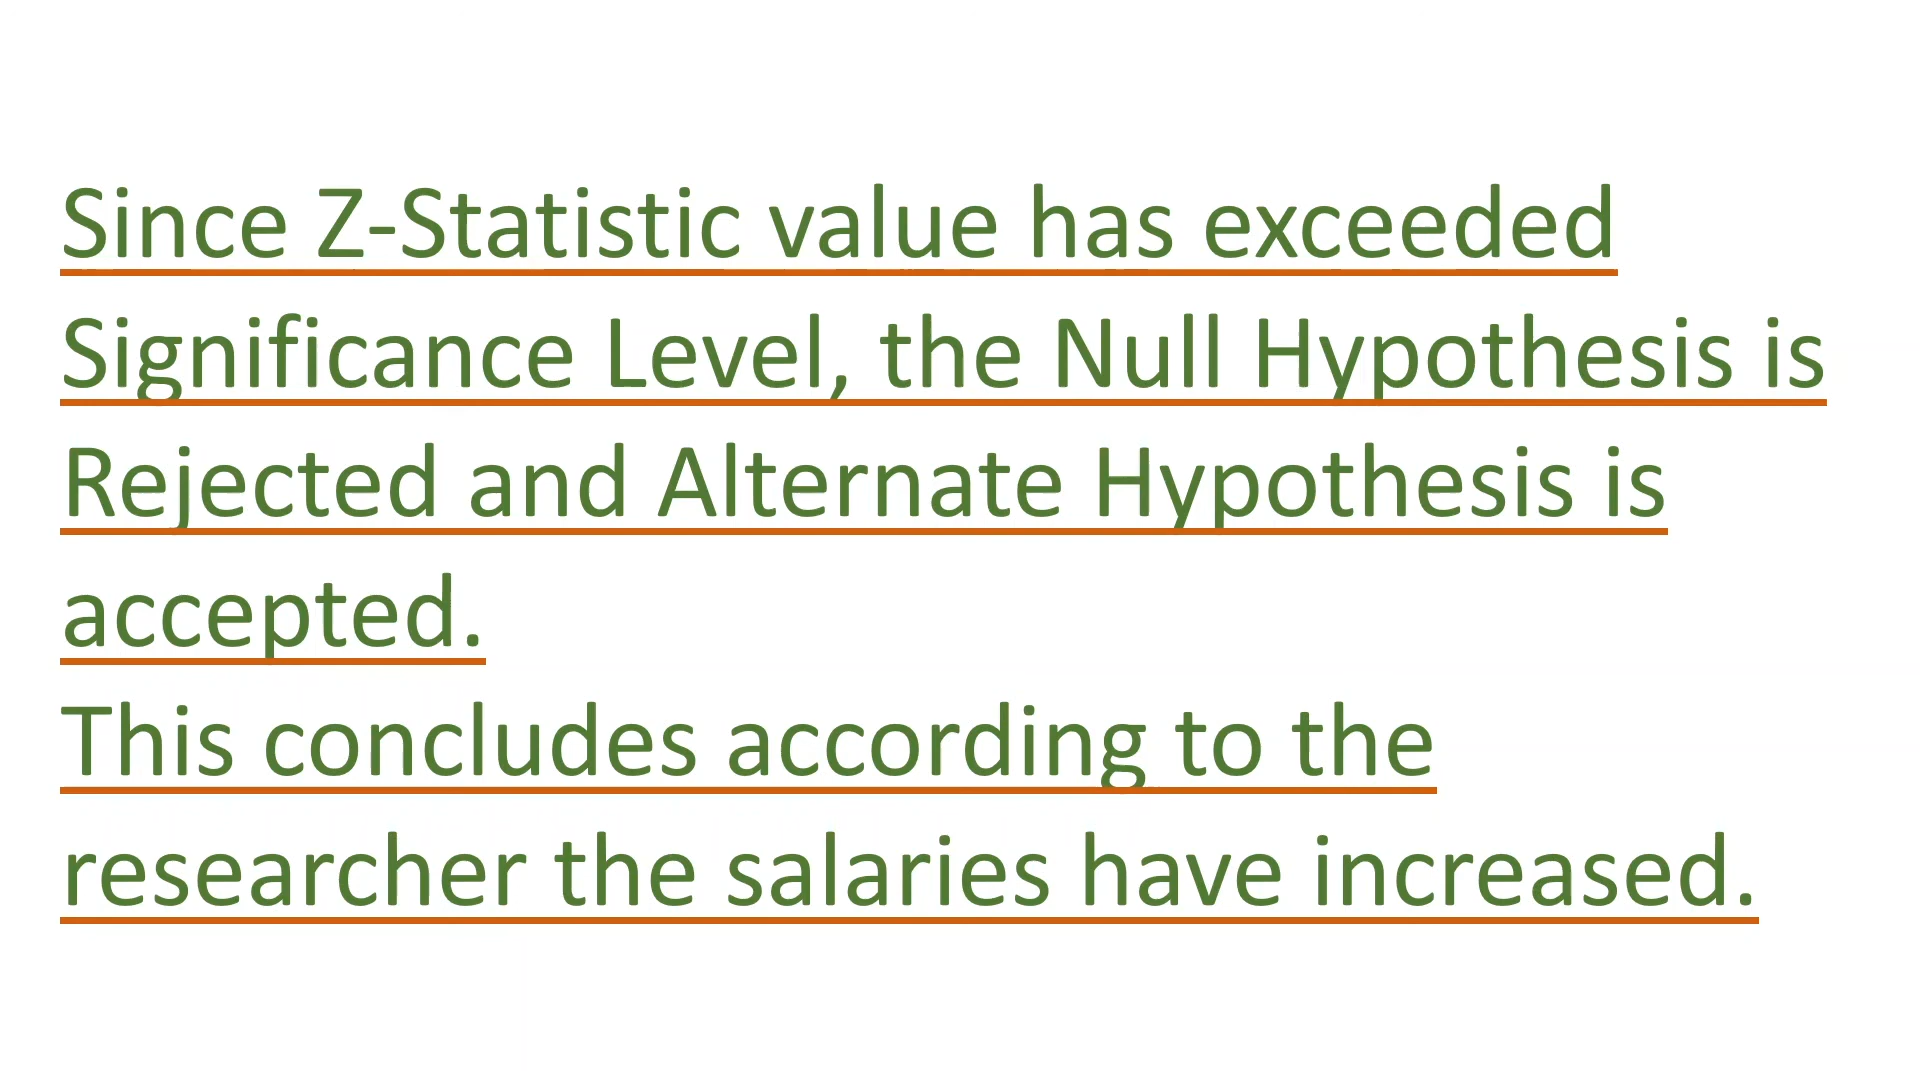 Since Z-Statistic value has exceeded
Significance Level, the Null Hypothesis is
Rejected and Alternate Hypothesis is
accepted.
This concludes according to the
researcher the salaries have increased.